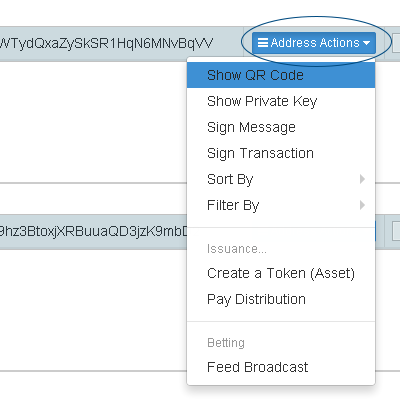 WTydQxaZySkSR1HqN6MNvBqVV
Address Actions
Show QR Code
Show Private Key
Sign Message
Sign Transaction
Sort By
Filter By
9hz3BtoxjXRBuuaQD3jzK9mbD
Issuance...
Create a Token (Asset)
Pay Distribution
Betting
Feed Broadcast